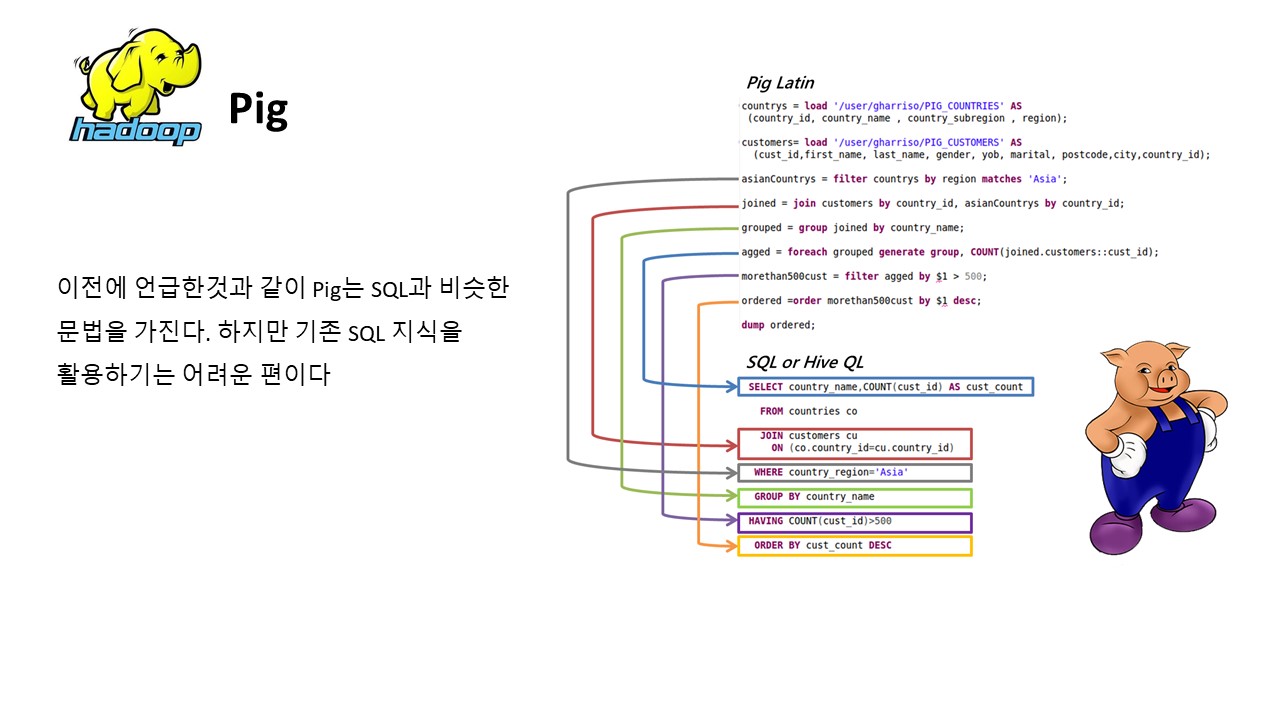 hadoop
Pig
이전에 언급한것과 같이 Pig는 SQL과 비슷한
문법을 가진다. 하지만 기존 SQL 지식을
활용하기는 어려운 편이다
Pig Latin
countrys = load '/user/gharriso/PIG_COUNTRIES' AS
(country_id, country_name , country_subregion , region);
customers= load '/user/gharriso/PIG_CUSTOMERS' AS
(cust_id,first_name, last_name, gender, yob, marital, postcode,city,country_id);
asianCountrys = filter countrys by region matches 'Asia';
joined = join customers by country_id, asianCountrys by country_id;
grouped = group joined by country_name;
agged = foreach grouped generate group, COUNT(joined.customers::cust_id);
morethan500cust = filter agged by $1 > 500;
ordered =order morethan500cust by $1 desc;
dump ordered;
SQL or Hive QL
SELECT country_name,COUNT(cust_id) AS cust_count
FROM countries co
JOIN customers cu
ON (co.country_id=cu.country_id)
WHERE country_region='Asia'
GROUP BY country_name
HAVING COUNT(cust_id)>500
ORDER BY cust_count DESC